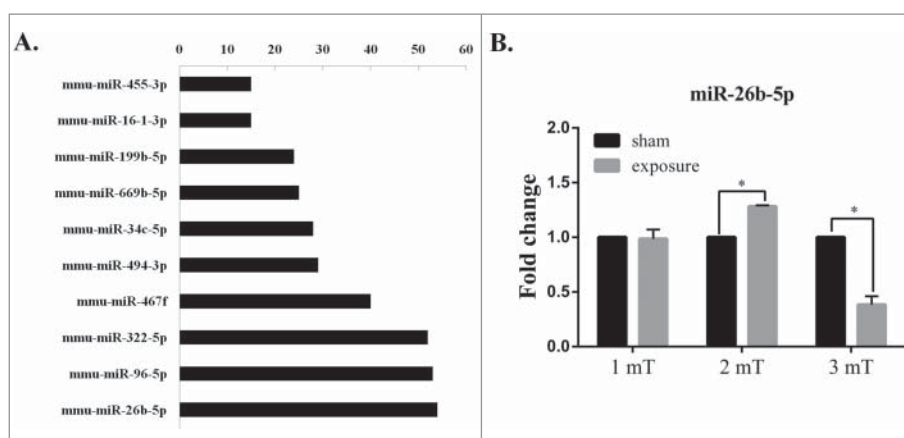 A.
0 10 20 30 40 50 60
mmu-miR-455-3p
mmu-miR-16-1-3p
mmu-miR-199b-5p
mmu-miR-669b-5p
mmu-miR-34c-5p
mmu-miR-494-3p
mmu-miR-467f
mmu-miR-322-5p
mmu-miR-96-5p
mmu-miR-26b-5p
B.
miR-26b-5p
Fold change
2.0
1.5
1.0
0.5
0.0
sham
exposure
*
*
1 mT 2 mT 3 mT